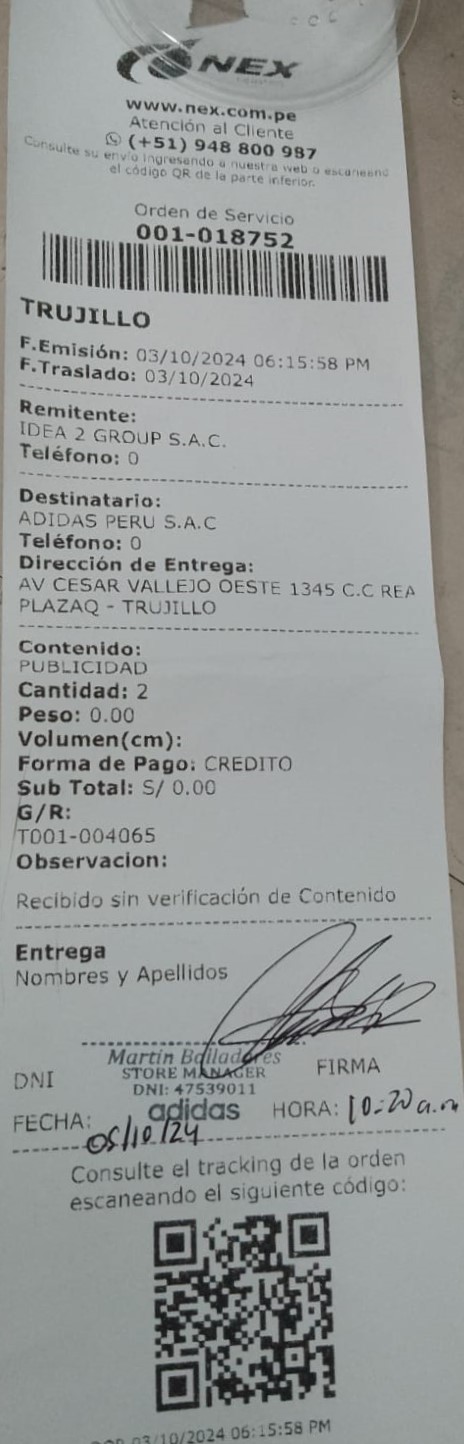 NEX
www.nex.com.pe
Atención al Cliente
(+51) 948 800 987
Consulte su envío ingresando a nuestra web o escaneand
el código QR de la parte inferior.
Orden de Servicio
001-018752
TRUJILLO
F.Emisión: 03/10/2024 06:15:58 PM
F.Traslado: 03/10/2024
Remitente:
IDEA 2 GROUP S.A.C.
Teléfono: 0
Destinatario:
ADIDAS PERU S.A.C
Teléfono: 0
Dirección de Entrega:
AV CESAR VALLEJO OESTE 1345 C.C REA
PLAZAQ - TRUJILLO
Contenido:
PUBLICIDAD
Cantidad: 2
Peso: 0.00
Volumen(cm):
Forma de Pago: CREDITO
Sub Total: S/ 0.00
G/R:
T001-004065
Observacion:
Recibido sin verificación de Contenido
Entrega
Nombres y Apellidos
Martín Balladares
STORE MANAGER
DNI FIRMA
DNI: 47539011
adidas
FECHA: 05/10/24 HORA: 10:20 a.m
Consulte el tracking de la orden
escaneando el siguiente código:
03/10/2024 06:15:58 PM